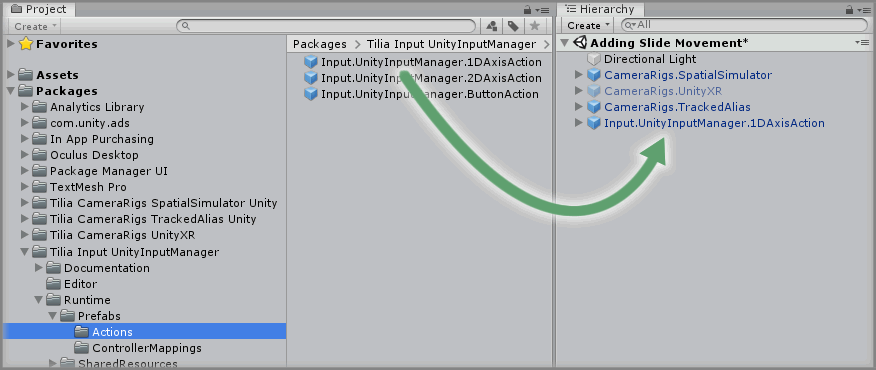 Project
Create
Favorites
Assets
Packages
Analytics Library
com.unity.ads
In App Purchasing
Oculus Desktop
Package Manager UI
TextMesh Pro
Tilia CameraRigs SpatialSimulator Unity
Tilia CameraRigs TrackedAlias Unity
Tilia CameraRigs UnityXR
Tilia Input UnityInputManager
Documentation
Editor
Runtime
Prefabs
Actions
ControllerMappings
SharedResources
Packages > Tilia Input UnityInputManager >
Input.UnityInputManager.1DAxisAction
Input.UnityInputManager.2DAxisAction
Input.UnityInputManager.ButtonAction
Hierarchy
Create
All
Adding Slide Movement*
Directional Light
CameraRigs.SpatialSimulator
CameraRigs.UnityXR
CameraRigs.TrackedAlias
Input.UnityInputManager.1DAxisAction